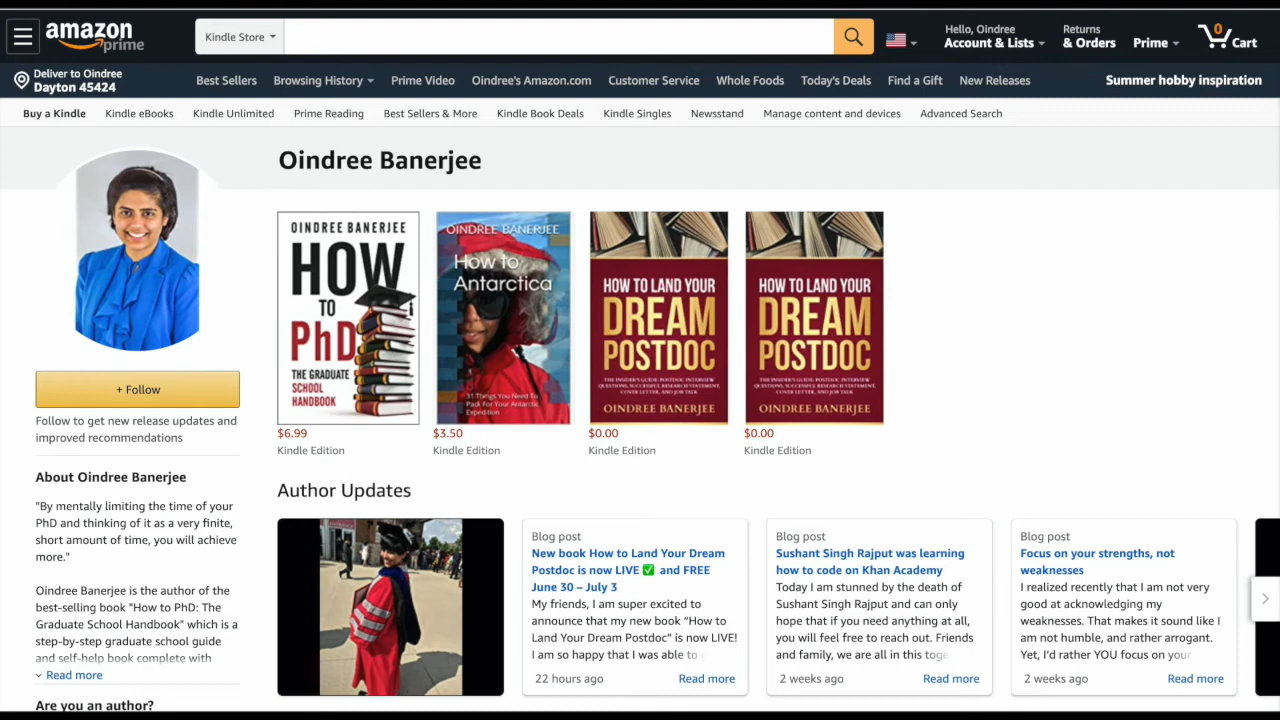 amazon
prime
Kindle Store
Hello, Oindree
Account & Lists
Returns
& Orders
Prime
0
Cart
Deliver to Oindree
Dayton 45424
Best Sellers
Browsing History
Prime Video
Oindree's Amazon.com
Customer Service
Whole Foods
Today's Deals
Find a Gift
New Releases
Summer hobby inspiration
Buy a Kindle
Kindle eBooks
Kindle Unlimited
Prime Reading
Best Sellers & More
Kindle Book Deals
Kindle Singles
Newsstand
Manage content and devices
Advanced Search
Oindree Banerjee
OINDREE BANERJEE
HOW
TO
PhD
THE GRADUATE
SCHOOL
HANDBOOK
$6.99
Kindle Edition
OINDREE BANERJEE
How to
Antarctica
31 Things You Need To
Pack For Your Antarctic
Expedition
$3.50
Kindle Edition
HOW TO LAND YOUR
DREAM
POSTDOC
THE INSIDER'S GUIDE: POSTDOC INTERVIEW
QUESTIONS, SUCCESSFUL RESEARCH STATEMENT,
COVER LETTER, AND JOB TALK
OINDREE BANERJEE
$0.00
Kindle Edition
HOW TO LAND YOUR
DREAM
POSTDOC
THE INSIDER'S GUIDE: POSTDOC INTERVIEW
QUESTIONS, SUCCESSFUL RESEARCH STATEMENT,
COVER LETTER, AND JOB TALK
OINDREE BANERJEE
$0.00
Kindle Edition
+ Follow
Follow to get new release updates and
improved recommendations
About Oindree Banerjee
"By mentally limiting the time of your
PhD and thinking of it as a very finite,
short amount of time, you will achieve
more."
Oindree Banerjee is the author of the
best-selling book "How to PhD: The
Graduate School Handbook" which is a
step-by-step graduate school guide
and self-help book complete with
Read more
Are you an author?
Author Updates
Blog post
New book How to Land Your Dream
Postdoc is now LIVE ✅ and FREE
June 30 – July 3
My friends, I am super excited to
announce that my new book “How to
Land Your Dream Postdoc” is now LIVE!
I am so happy that I was able to
22 hours ago
Read more
Blog post
Sushant Singh Rajput was learning
how to code on Khan Academy
Today I am stunned by the death of
Sushant Singh Rajput and can only
hope that if you need anything at all,
you will feel free to reach out. Friends
and family, we are all in this toge
2 weeks ago
Read more
Blog post
Focus on your strengths, not
weaknesses
I realized recently that I am not very
good at acknowledging my
weaknesses. That makes it sound like I
am not humble, and rather arrogant.
Yet, I’d rather YOU focus on your
2 weeks ago
Read more